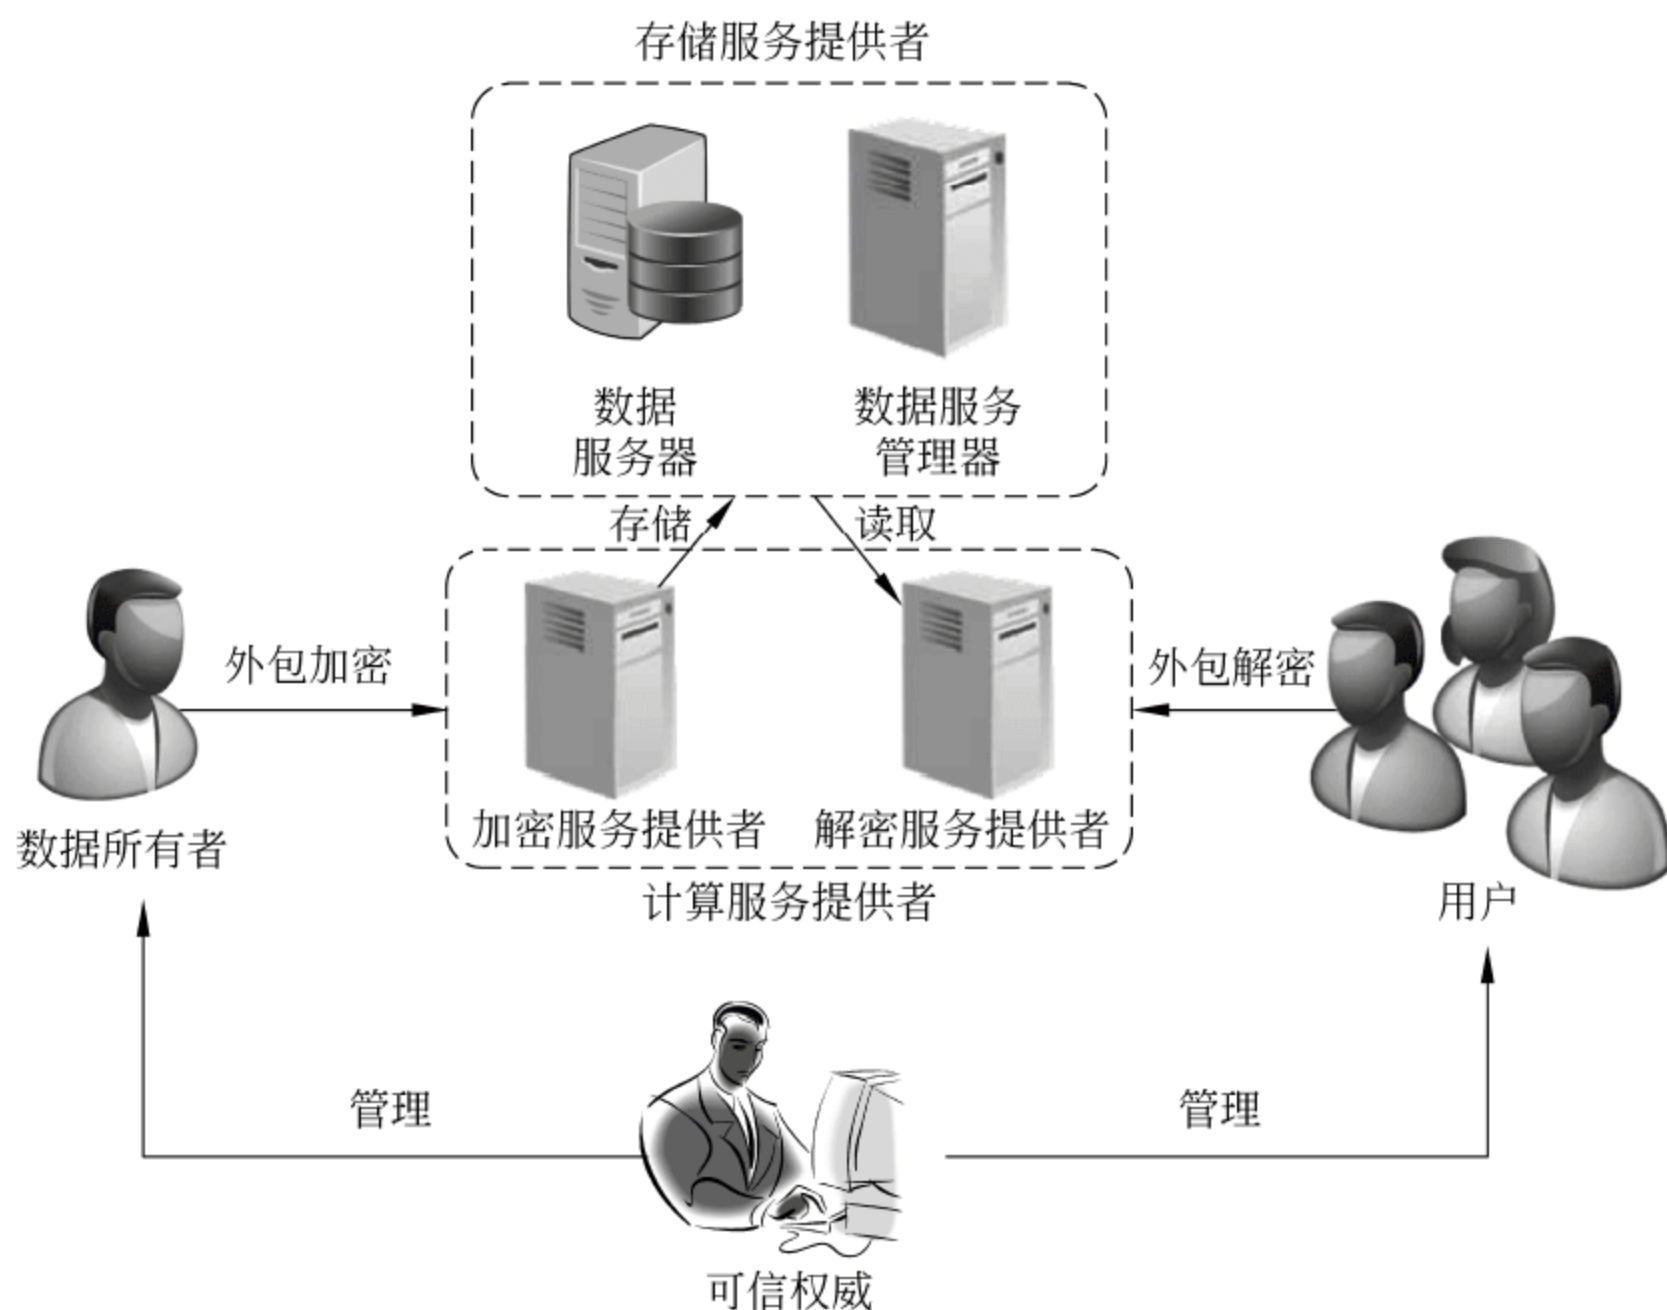 存储服务提供者
数据
服务器
数据服务
管理器
存储
读取
外包加密
外包解密
加密服务提供者
解密服务提供者
数据所有者
计算服务提供者
用户
管理
管理
可信权威